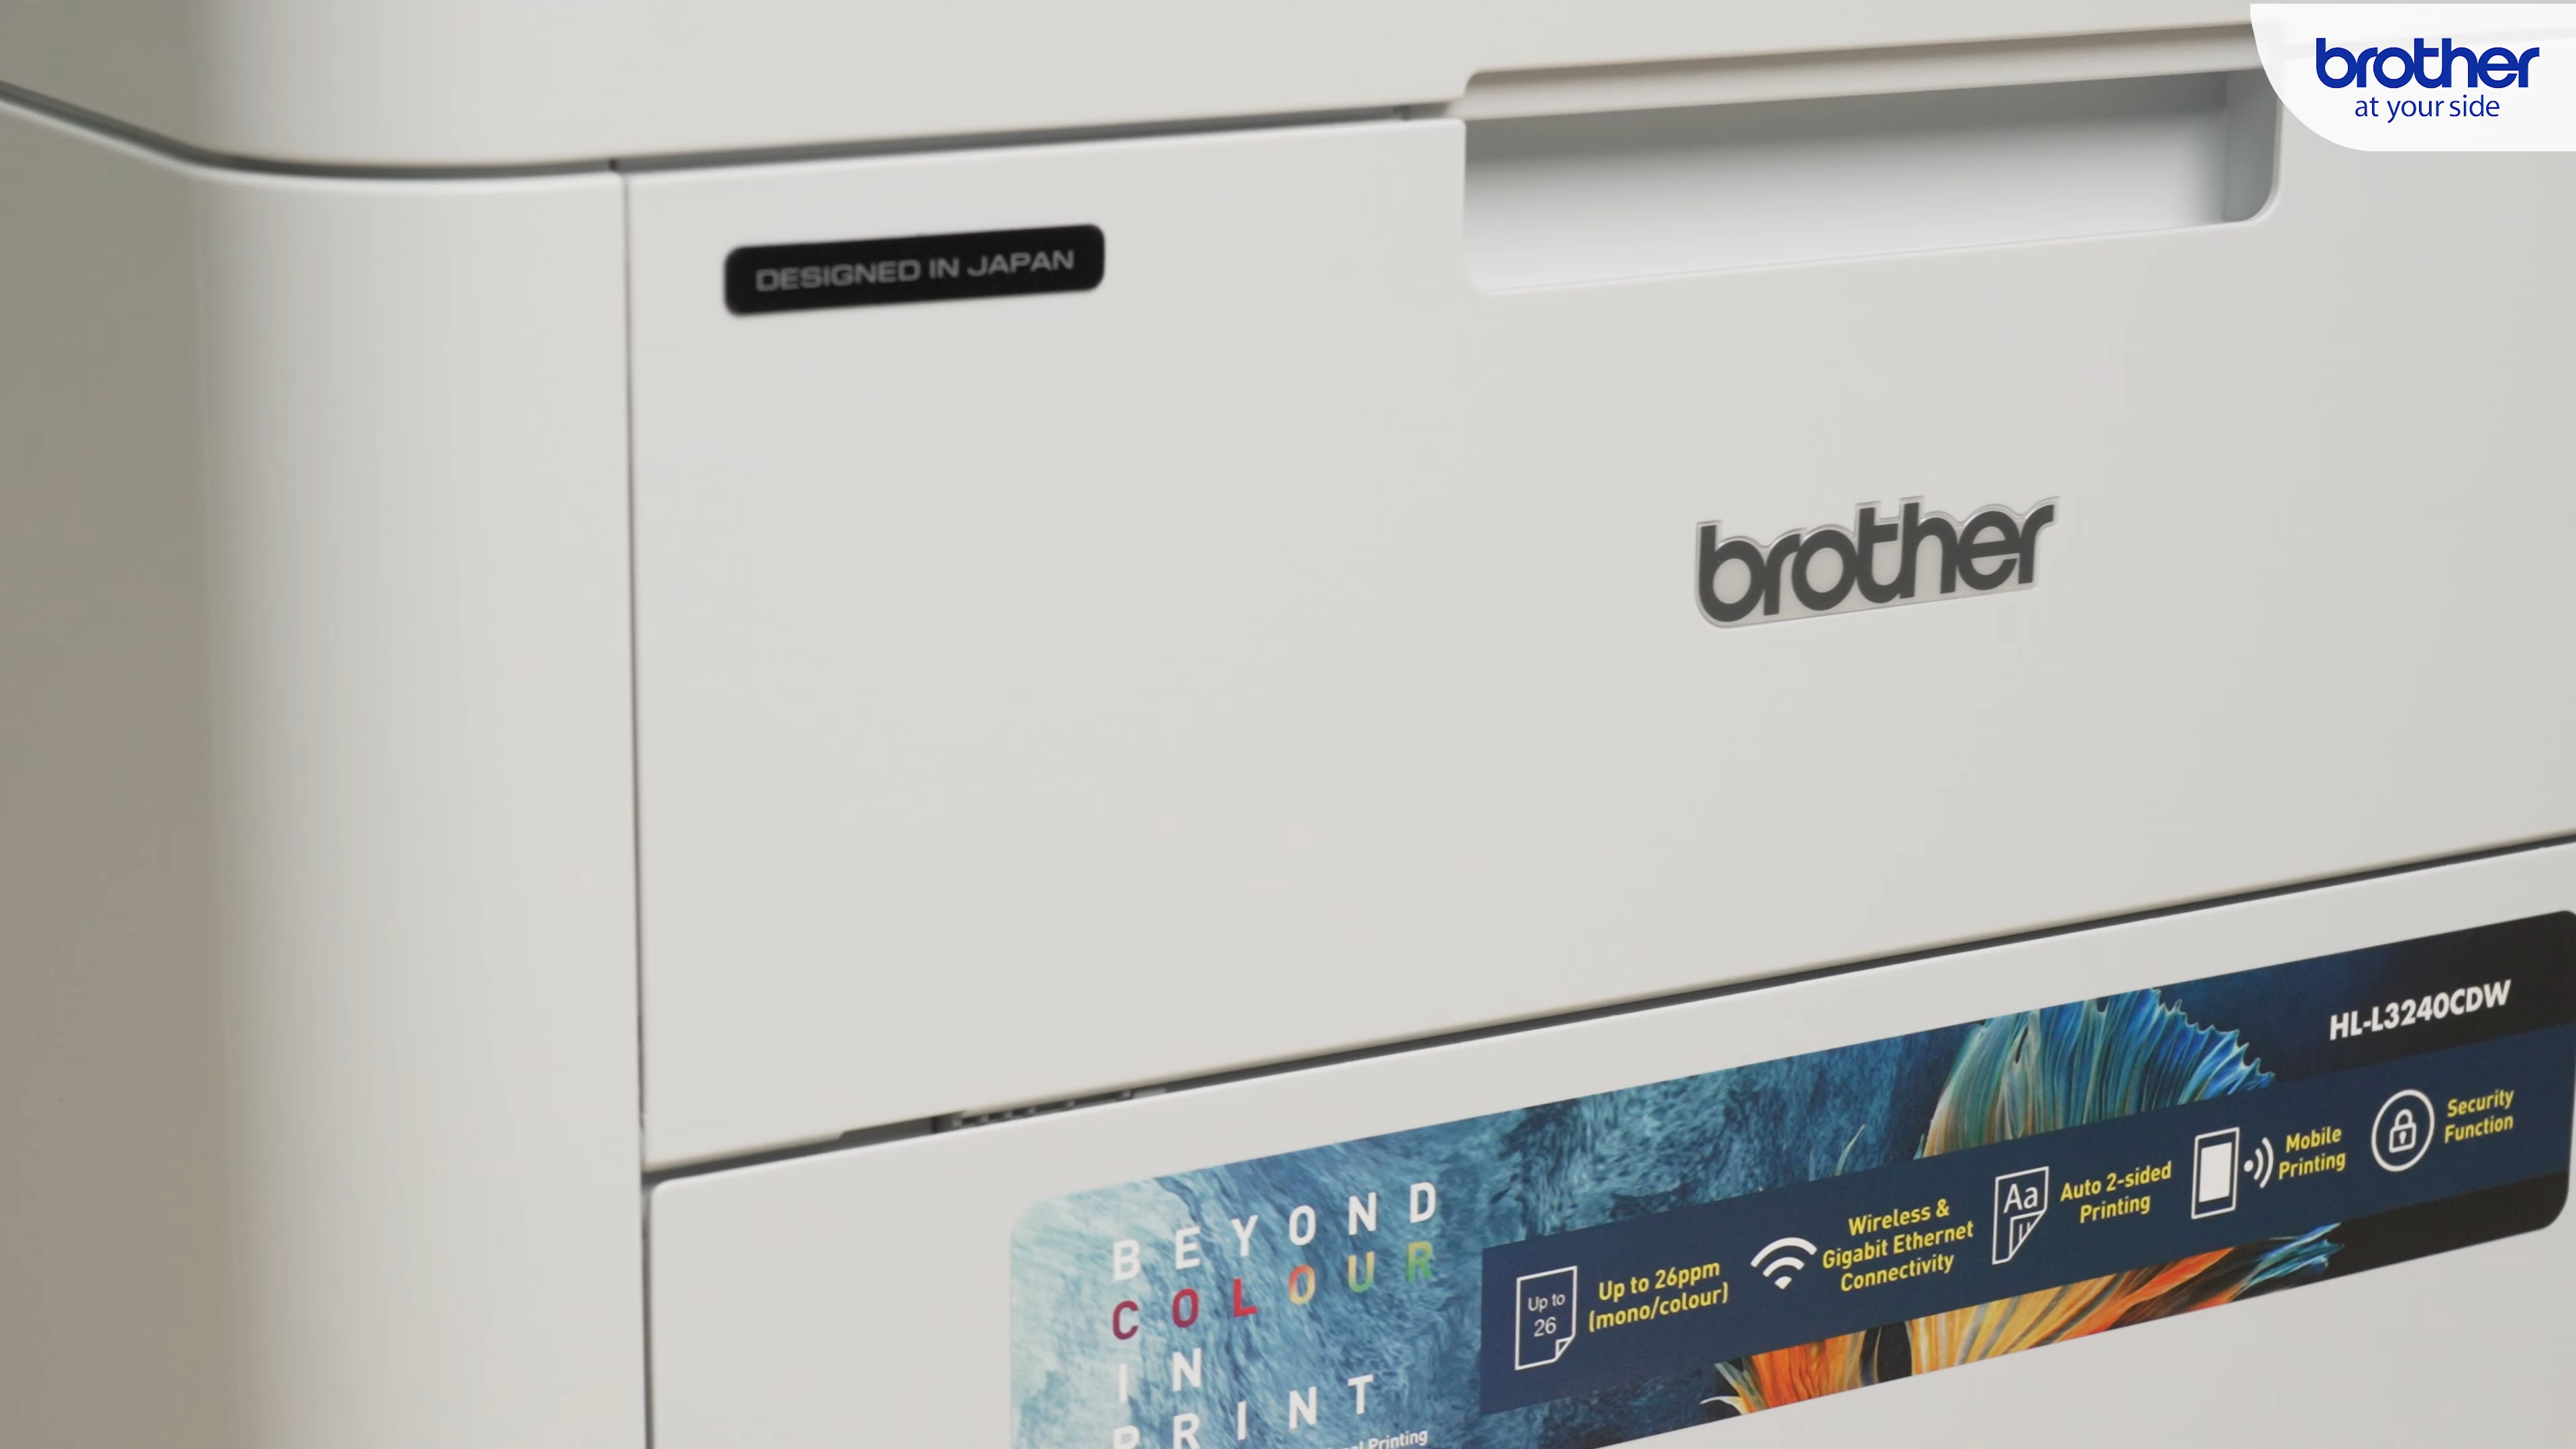 brother
at your side
DESIGNED IN JAPAN
brother
HL-L3240CDW
BEYOND
COLOUR
IN
PRINT
Printing
Up to
26
Up to 26ppm
(mono/colour)
Wireless &
Gigabit Ethernet
Connectivity
Aa
Auto 2-sided
Printing
Mobile
Printing
Security
Function